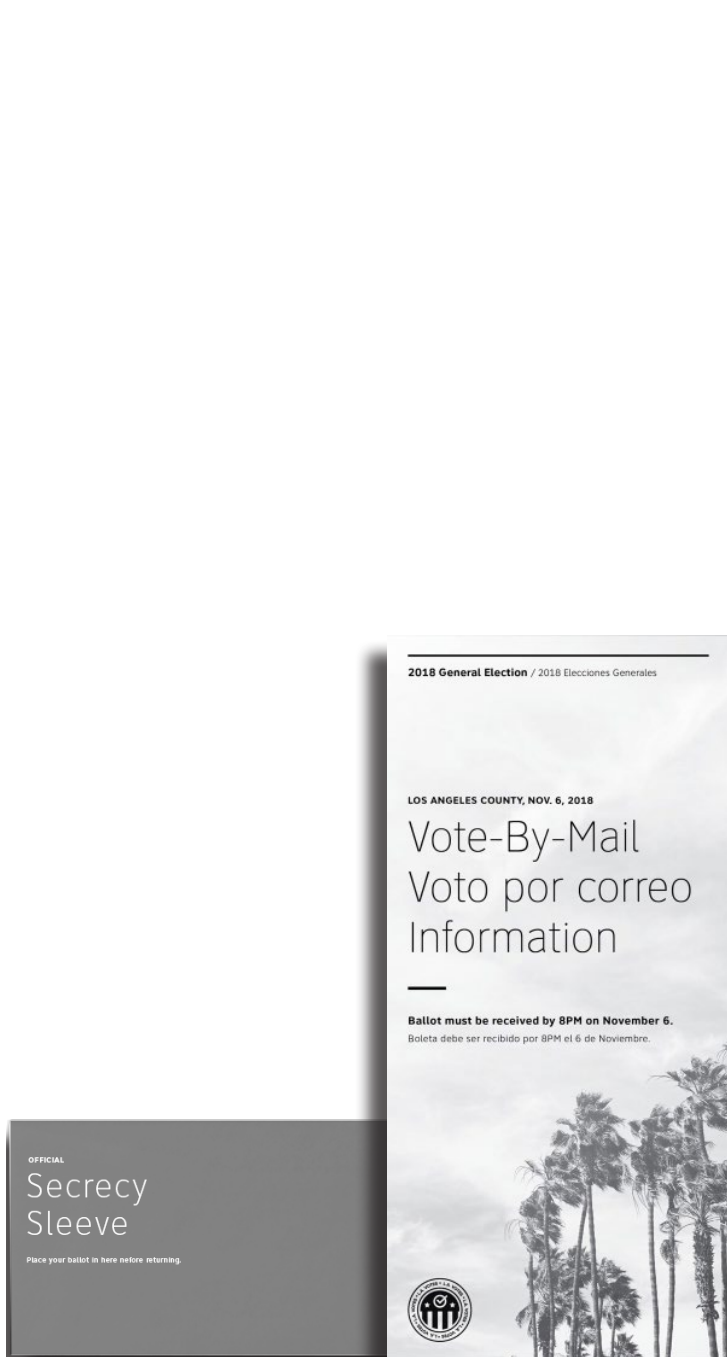 2018 General Election / 2018 Elecciones Generales
LOS ANGELES COUNTY, NOV. 6, 2018
Vote-By-Mail
Voto por correo
Information
Ballot must be received by 8PM on November 6.
Boleta debe ser recibido por 8PM el 6 de Noviembre.
OFFICIAL
Secrecy
Sleeve
Place your ballot in here nefore returning.